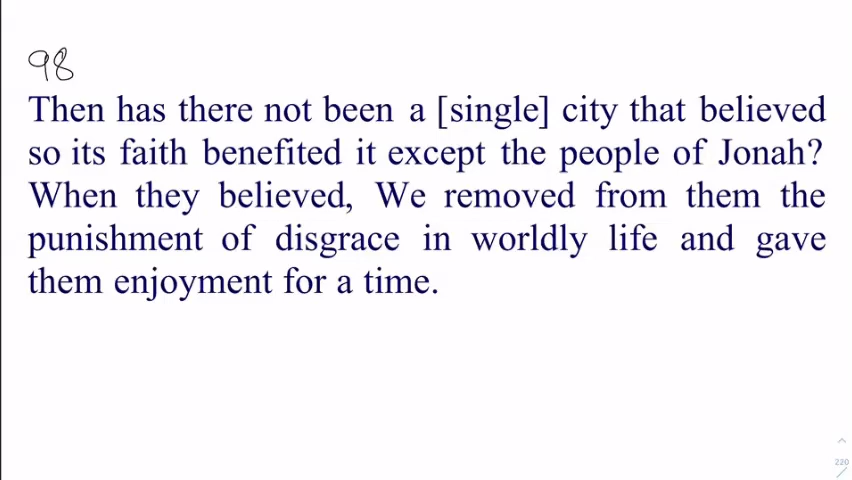 98
Then has there not been a [single] city that believed
so its faith benefited it except the people of Jonah?
When they believed, We removed from them the
punishment of disgrace in worldly life and gave
them enjoyment for a time.
220